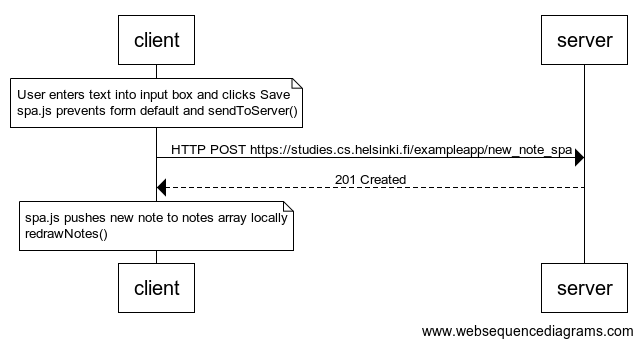 client
server
User enters text into input box and clicks Save
spa.js prevents form default and sendToServer()
HTTP POST https://studies.cs.helsinki.fi/exampleapp/new_note_spa
201 Created
spa.js pushes new note to notes array locally
redrawNotes()
client
server
www.websequencediagrams.com